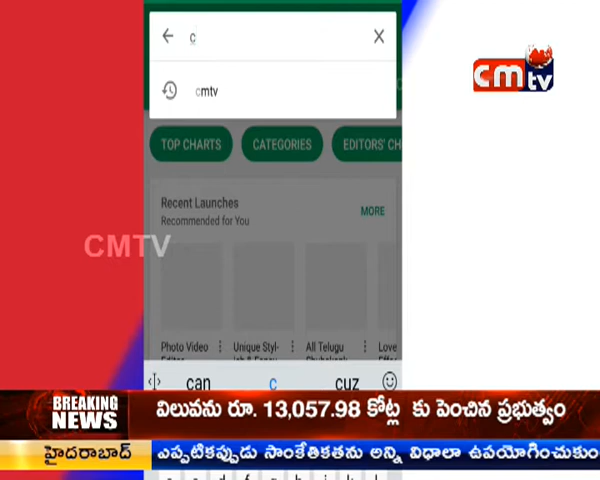 c
cmtv
cmtv
TOP CHARTS
CATEGORIES
EDITORS' CH
Recent Launches
Recommended for You
MORE
CMTV
Photo Video
Unique Styl-
All Telugu
Love
can
c
cuz
BREAKING
NEWS
విలువను రూ. 13,057.98 కోట్ల కు పెంచిన ప్రభుత్వం
హైదరాబాద్
ఎప్పటికప్పుడు సాంకేతికతను అన్ని విధాలా ఉపయోగించుకుం